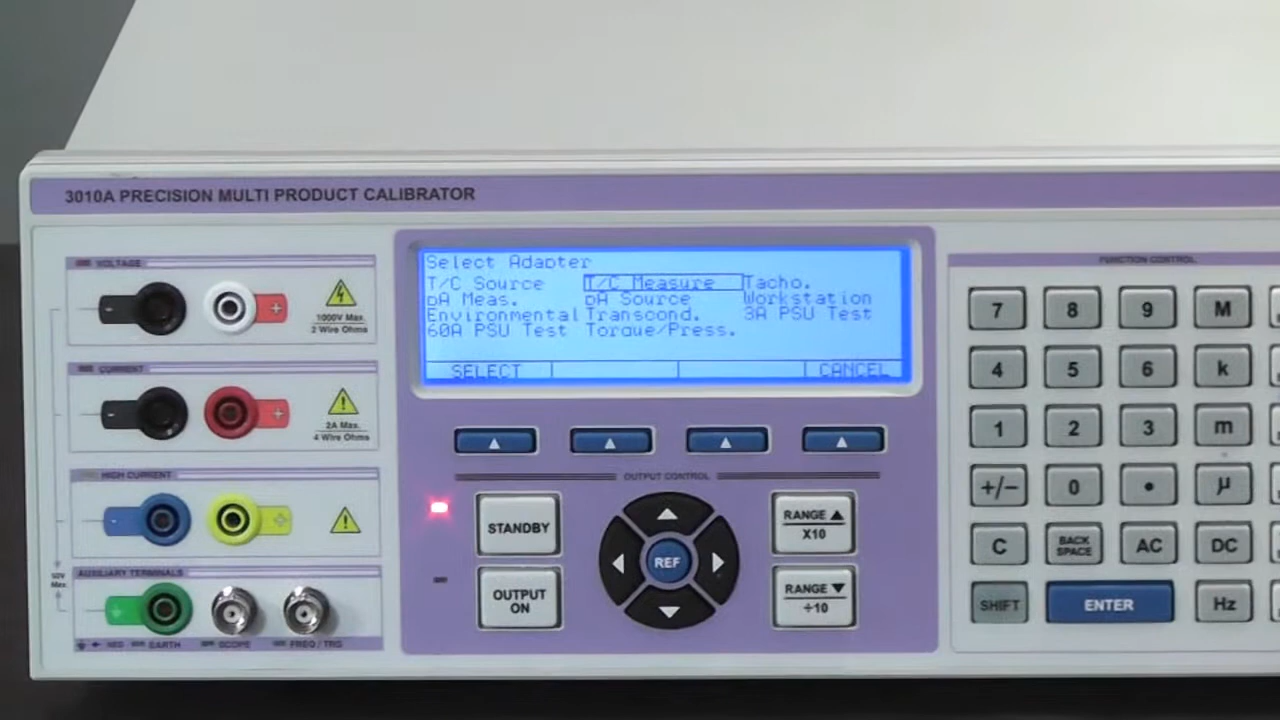 3010A PRECISION MULTI PRODUCT CALIBRATOR
VOLTAGE
- +
1000V Max.
2 Wire Ohms
CURRENT
- +
2A Max.
4 Wire Ohms
HIGH CURRENT
- +
AUXILIARY TERMINALS
EARTH SCOPE FREQ / TRG
50V
Max.
Select Adapter
T/C Source T/C Measure Tacho.
pA Meas. pA Source Workstation
Environmental Transcond. 3A PSU Test
60A PSU Test Torque/Press.
SELECT CANCEL
OUTPUT CONTROL
STANDBY
OUTPUT
ON
REF
RANGE ▲
X10
RANGE ▼
÷10
FUNCTION CONTROL
7 8 9 M
4 5 6 k
1 2 3 m
+/− 0 • µ
C BACK SPACE AC DC
SHIFT ENTER Hz